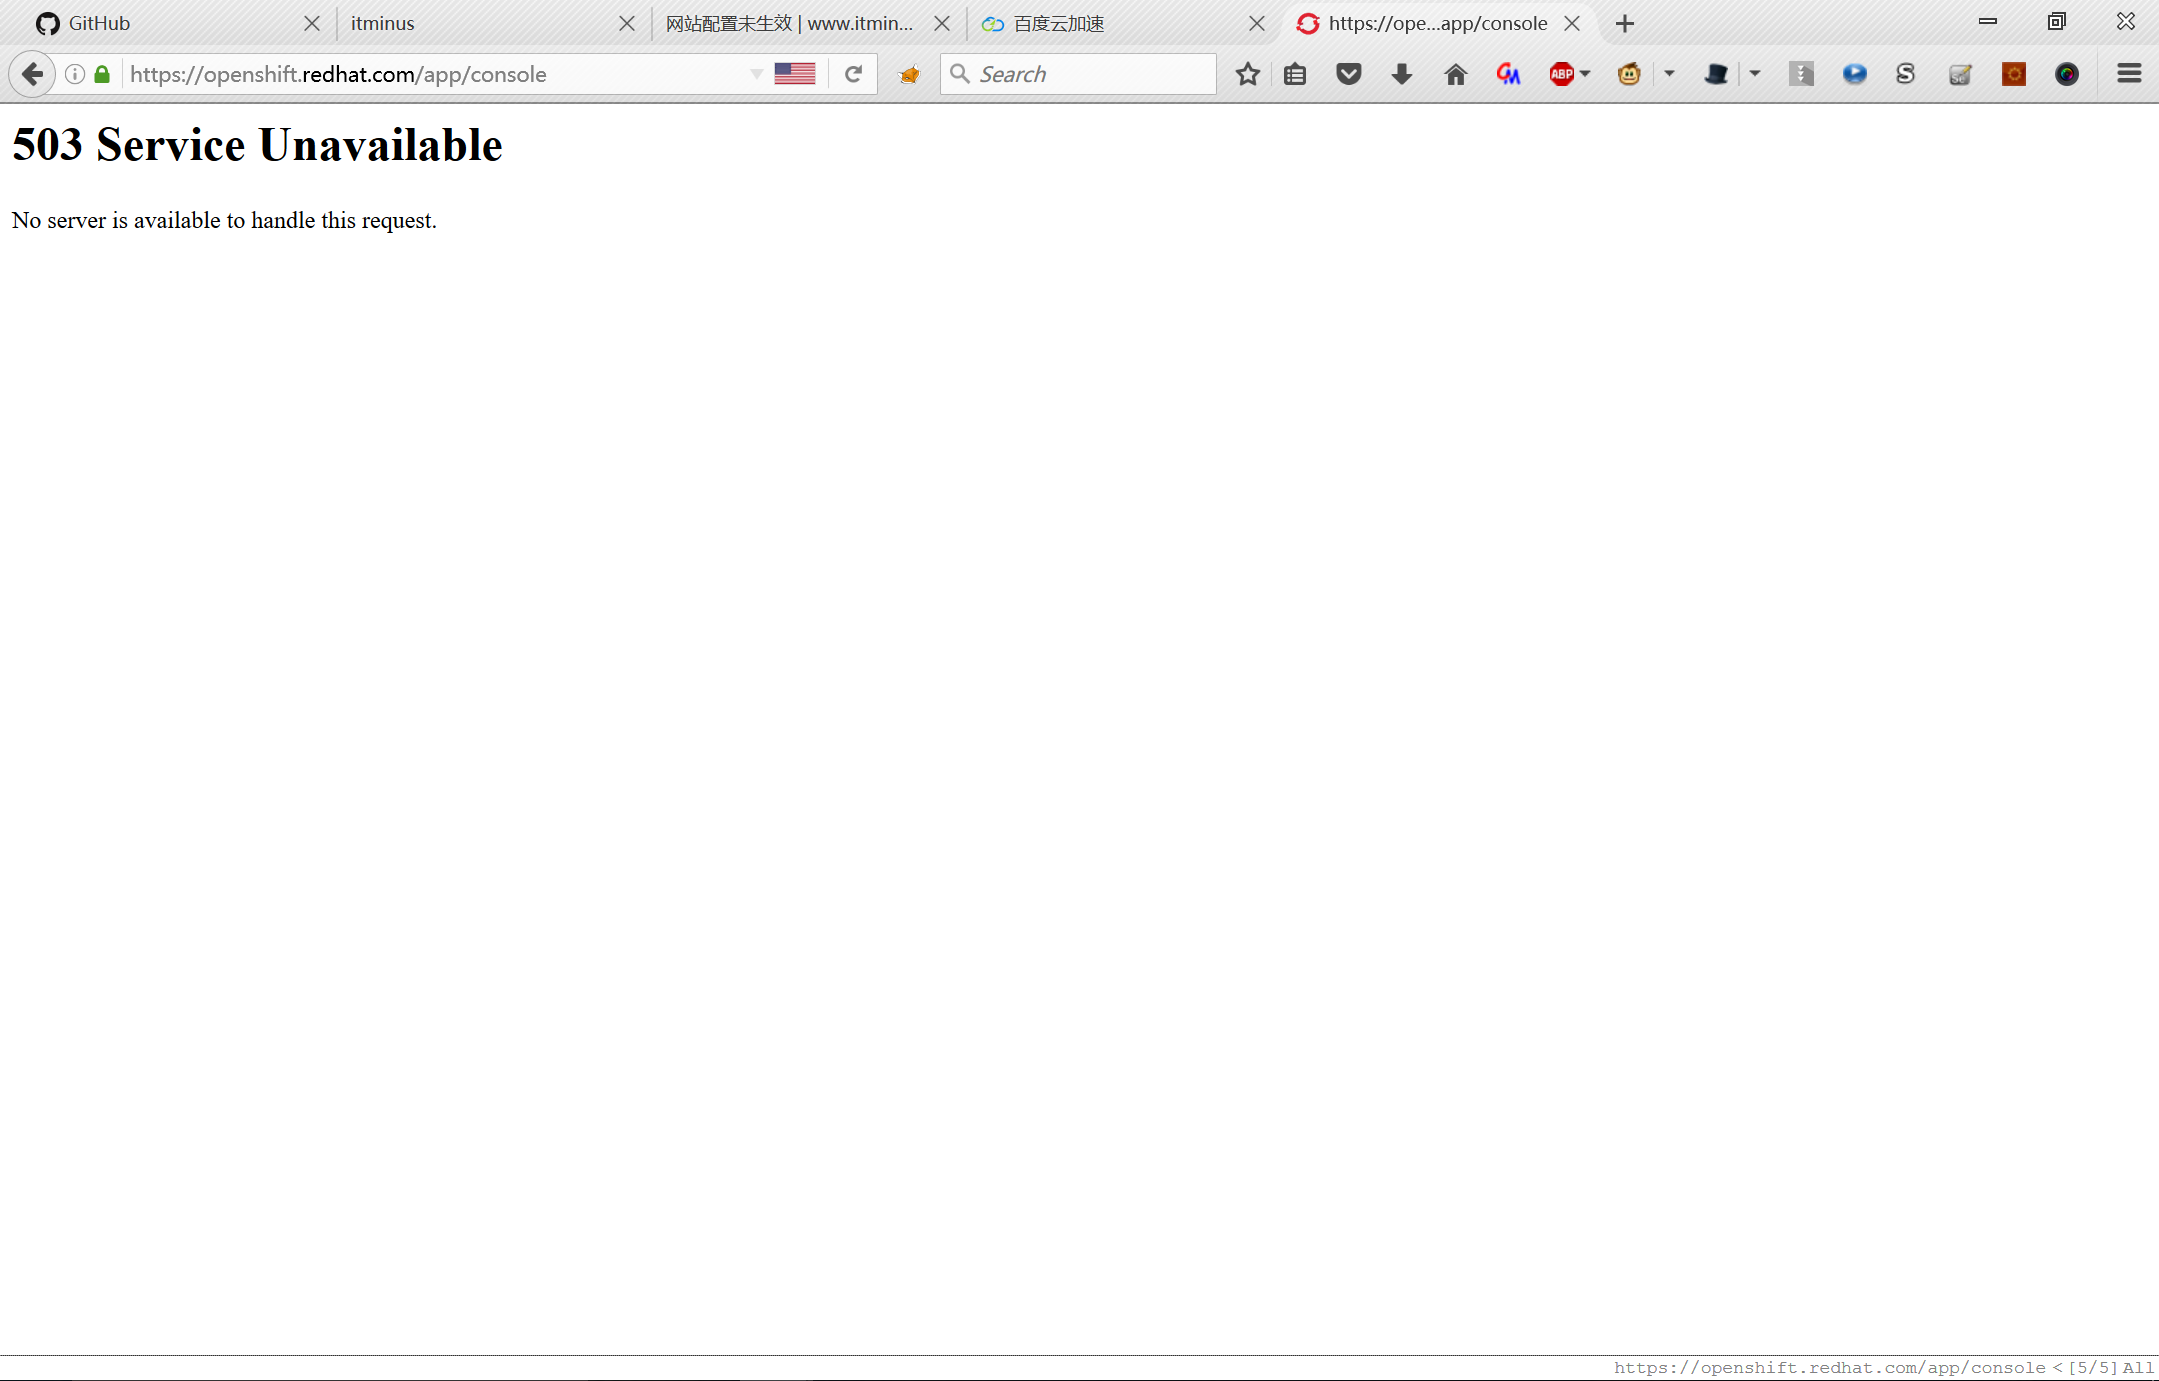 GitHub
itminus
网站配置未生效 | www.itmin...
百度云加速
https://ope...app/console
https://openshift.redhat.com/app/console
Search
ABP
503 Service Unavailable
No server is available to handle this request.
https://openshift.redhat.com/app/console < [5/5] All